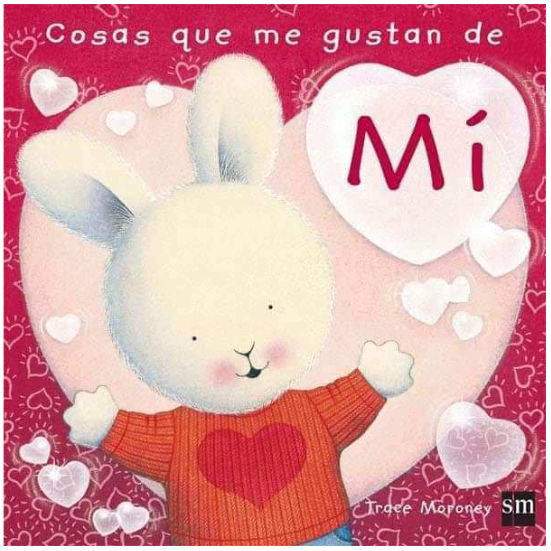 Cosas que me gustan de
Mí
Trace Moroney
sm